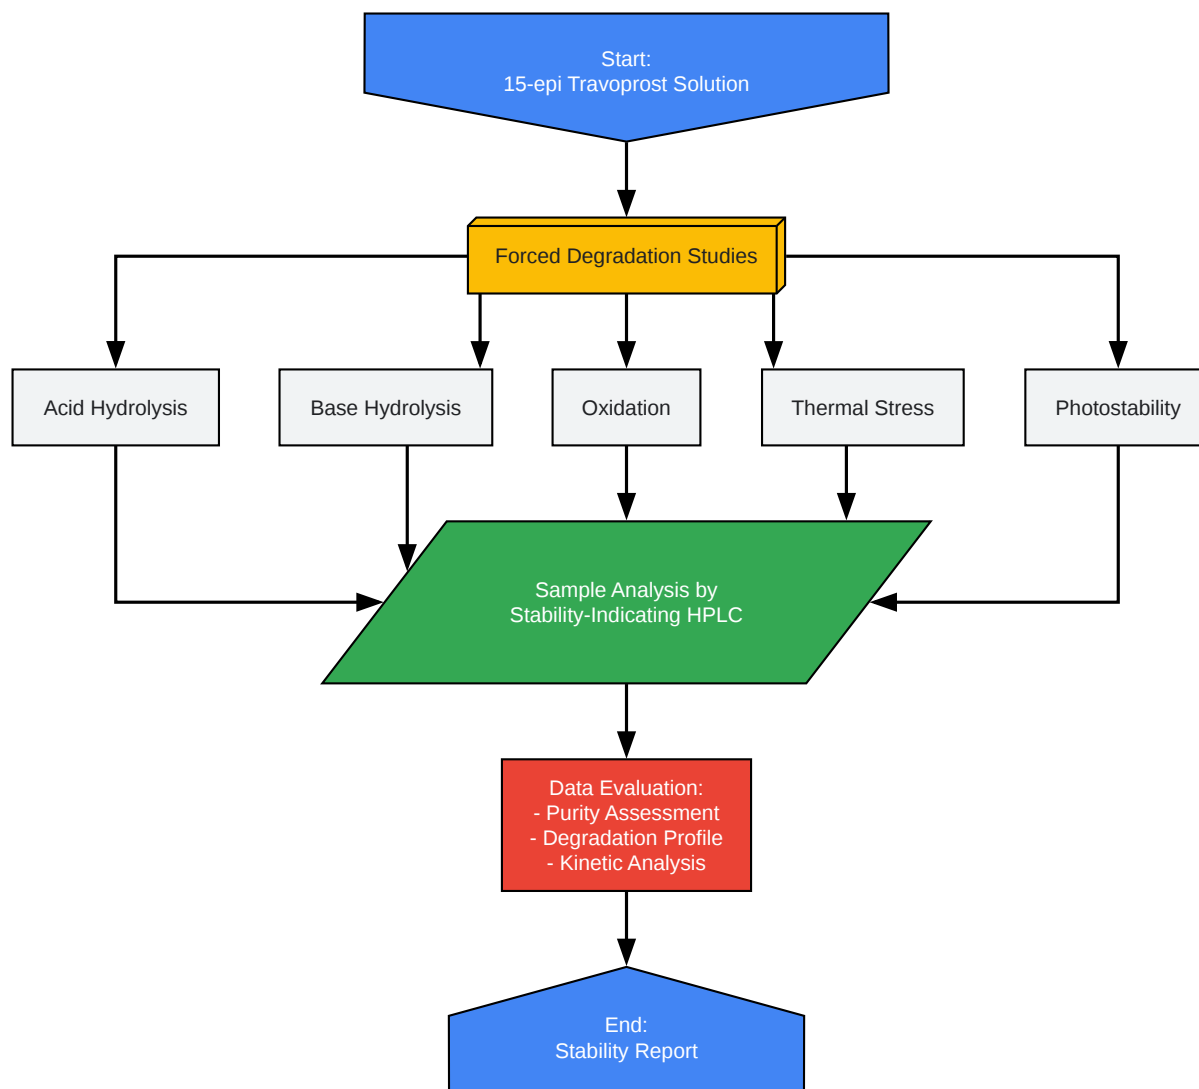 Start:
15-epi Travoprost Solution
Forced Degradation Studies
Acid Hydrolysis
Base Hydrolysis
Oxidation
Thermal Stress
Photostability
Sample Analysis by
Stability-Indicating HPLC
Data Evaluation:
- Purity Assessment
- Degradation Profile
- Kinetic Analysis
End:
Stability Report